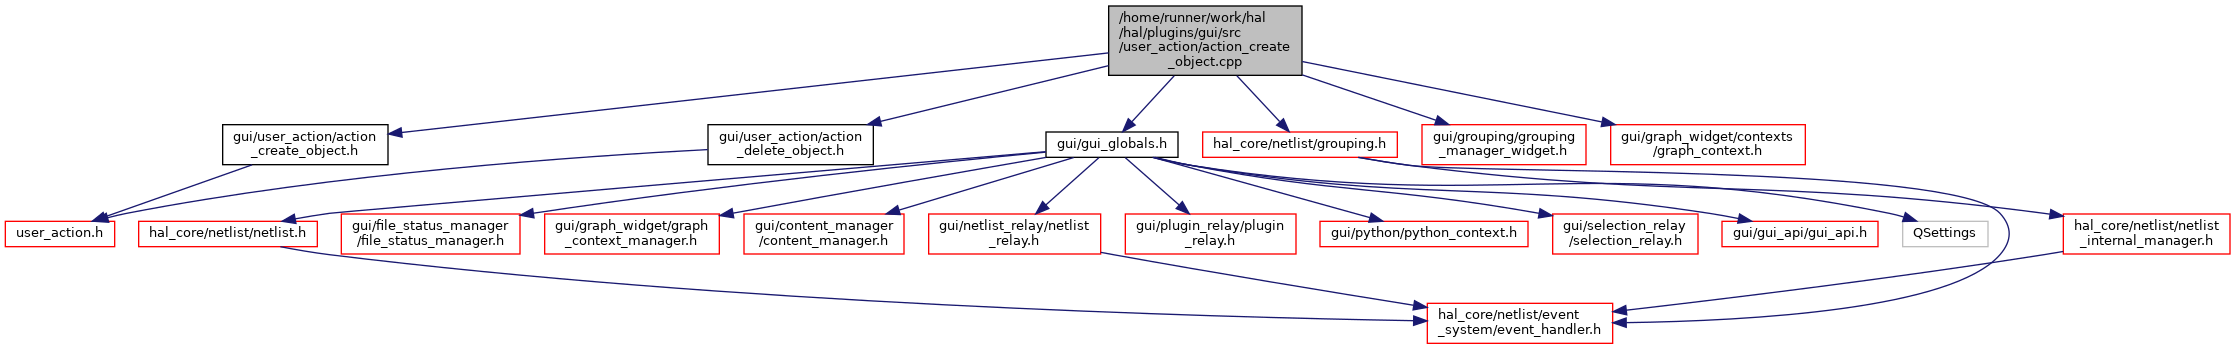 /home/runner/work/hal
/hal/plugins/gui/src
/user_action/action_create
_object.cpp
gui/user_action/action
_create_object.h
gui/user_action/action
_delete_object.h
gui/gui_globals.h
hal_core/netlist/grouping.h
gui/grouping/grouping
_manager_widget.h
gui/graph_widget/contexts
/graph_context.h
user_action.h
hal_core/netlist/netlist.h
gui/file_status_manager
/file_status_manager.h
gui/graph_widget/graph
_context_manager.h
gui/content_manager
/content_manager.h
gui/netlist_relay/netlist
_relay.h
gui/plugin_relay/plugin
_relay.h
gui/python/python_context.h
gui/selection_relay
/selection_relay.h
gui/gui_api/gui_api.h
QSettings
hal_core/netlist/netlist
_internal_manager.h
hal_core/netlist/event
_system/event_handler.h